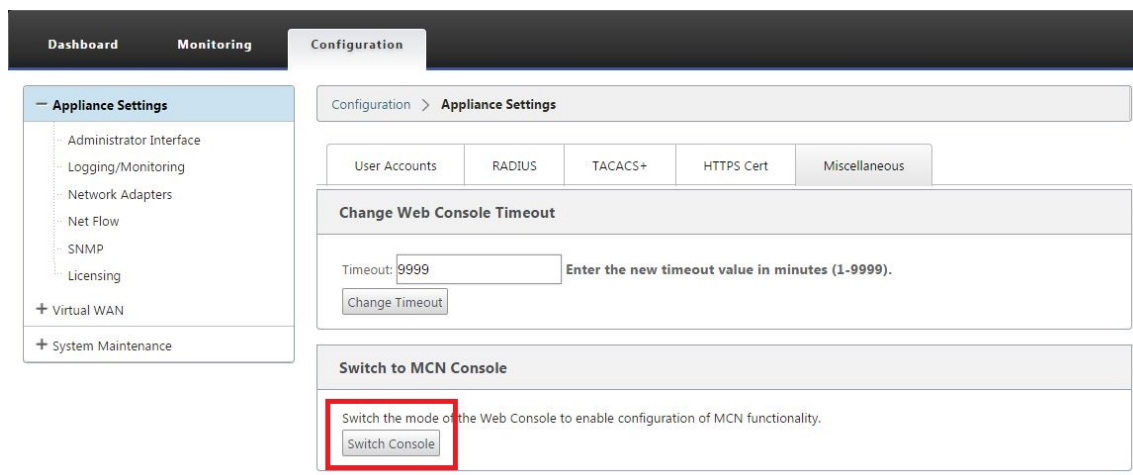 Dashboard Monitoring Configuration
Appliance Settings
Administrator Interface
Logging/Monitoring
Network Adapters
Net Flow
SNMP
Licensing
Virtual WAN
System Maintenance
Configuration > Appliance Settings
User Accounts RADIUS TACACS+ HTTPS Cert Miscellaneous
Change Web Console Timeout
Timeout: 9999 Enter the new timeout value in minutes (1-9999).
Change Timeout
Switch to MCN Console
Switch the mode of the Web Console to enable configuration of MCN functionality.
Switch Console